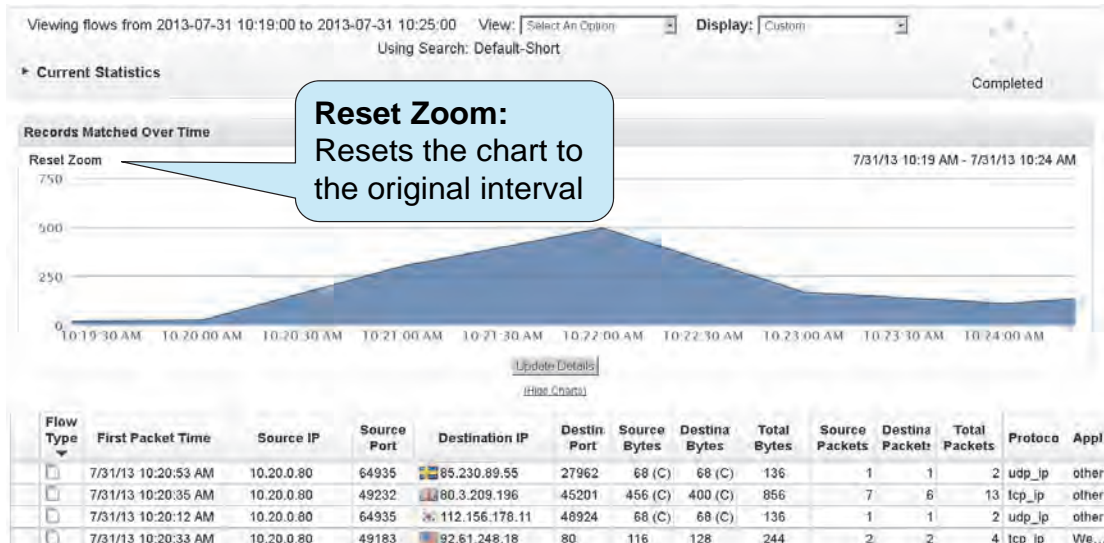 Viewing flows from 2013-07-31 10:19:00 to 2013-07-31 10:25:00 View: Select An Option Display: Custom
Using Search: Default-Short
Current Statistics
Completed
Reset Zoom:
Resets the chart to
the original interval
Records Matched Over Time
Reset Zoom 7/31/13 10:19 AM - 7/31/13 10:24 AM
750
500
250
0
10:19:30 AM 10:20:00 AM 10:20:30 AM 10:21:00 AM 10:21:30 AM 10:22:00 AM 10:22:30 AM 10:23:00 AM 10:23:30 AM 10:24:00 AM
Update Details
(Hide Charts)
Flow Type First Packet Time Source IP Source Port Destination IP Destin Port Source Bytes Destina Bytes Total Bytes Source Packets Destina Packets Total Packets Protoco Appl
7/31/13 10:20:53 AM 10.20.0.80 64935 85.230.89.55 27962 68 (C) 68 (C) 136 1 1 2 udp_ip other
7/31/13 10:20:35 AM 10.20.0.80 49232 80.3.209.196 45201 456 (C) 400 (C) 856 7 6 13 tcp_ip other
7/31/13 10:20:12 AM 10.20.0.80 64935 112.156.178.11 48924 68 (C) 68 (C) 136 1 1 2 udp_ip other
7/31/13 10:20:33 AM 10.20.0.80 49183 92.61.248.18 80 116 128 244 2 2 4 tcp_ip We...